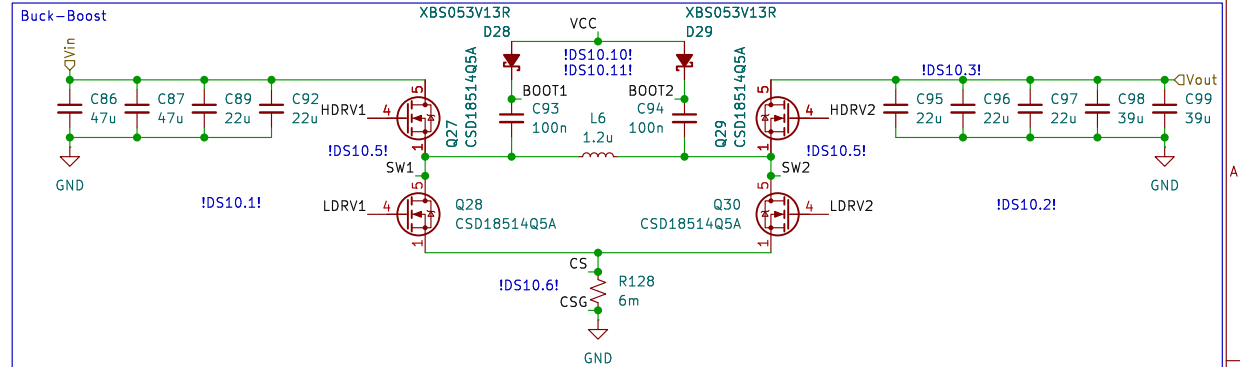 Buck-Boost
XBS053V13R
D28
VCC
XBS053V13R
D29
Vin
!DS10.10!
!DS10.11!
!DS10.3!
Vout
C86
47u
C87
47u
C89
22u
C92
22u
HDRV1
4
5
1
Q27
CSD18514Q5A
BOOT1
C93
100n
L6
1.2u
BOOT2
C94
100n
Q29
CSD18514Q5A
5
1
4
HDRV2
C95
22u
C96
22u
C97
22u
C98
39u
C99
39u
!DS10.5!
!DS10.5!
GND
SW1
SW2
GND
A
!DS10.1!
LDRV1
4
5
1
Q28
CSD18514Q5A
Q30
CSD18514Q5A
5
1
4
LDRV2
!DS10.2!
CS
!DS10.6!
R128
6m
CSG
GND